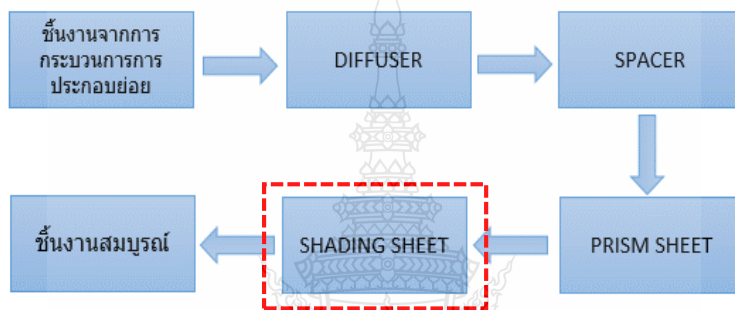 ชิ้นงานจากการ
กระบวนการการ
ประกอบย่อย
DIFFUSER
SPACER
PRISM SHEET
SHADING SHEET
ชิ้นงานสมบูรณ์